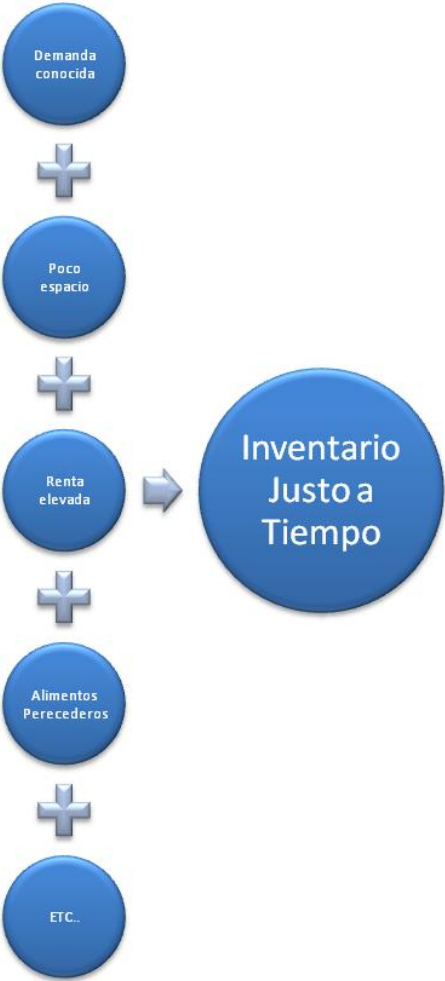 Demanda
conocida
Poco
espacio
Renta
elevada
Alimentos
Perecederos
ETC..
Inventario
Justo a
Tiempo